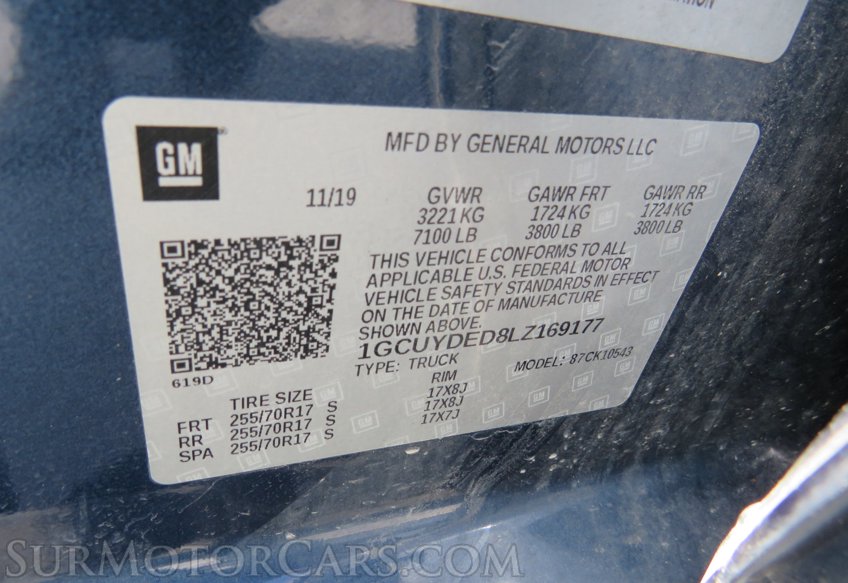 GM
MFD BY GENERAL MOTORS LLC
11/19
GVWR GAWR FRT GAWR RR
3221 KG 1724 KG 1724 KG
7100 LB 3800 LB 3800 LB
THIS VEHICLE CONFORMS TO ALL
APPLICABLE U.S. FEDERAL MOTOR
VEHICLE SAFETY STANDARDS IN EFFECT
ON THE DATE OF MANUFACTURE
SHOWN ABOVE.
1GCUYDED8LZ169177
TYPE: TRUCK MODEL: 87CK10543
619D
TIRE SIZE RIM
FRT 255/70R17 S 17X8J
RR 255/70R17 S 17X8J
SPA 255/70R17 S 17X7J
SurMotorCars.com